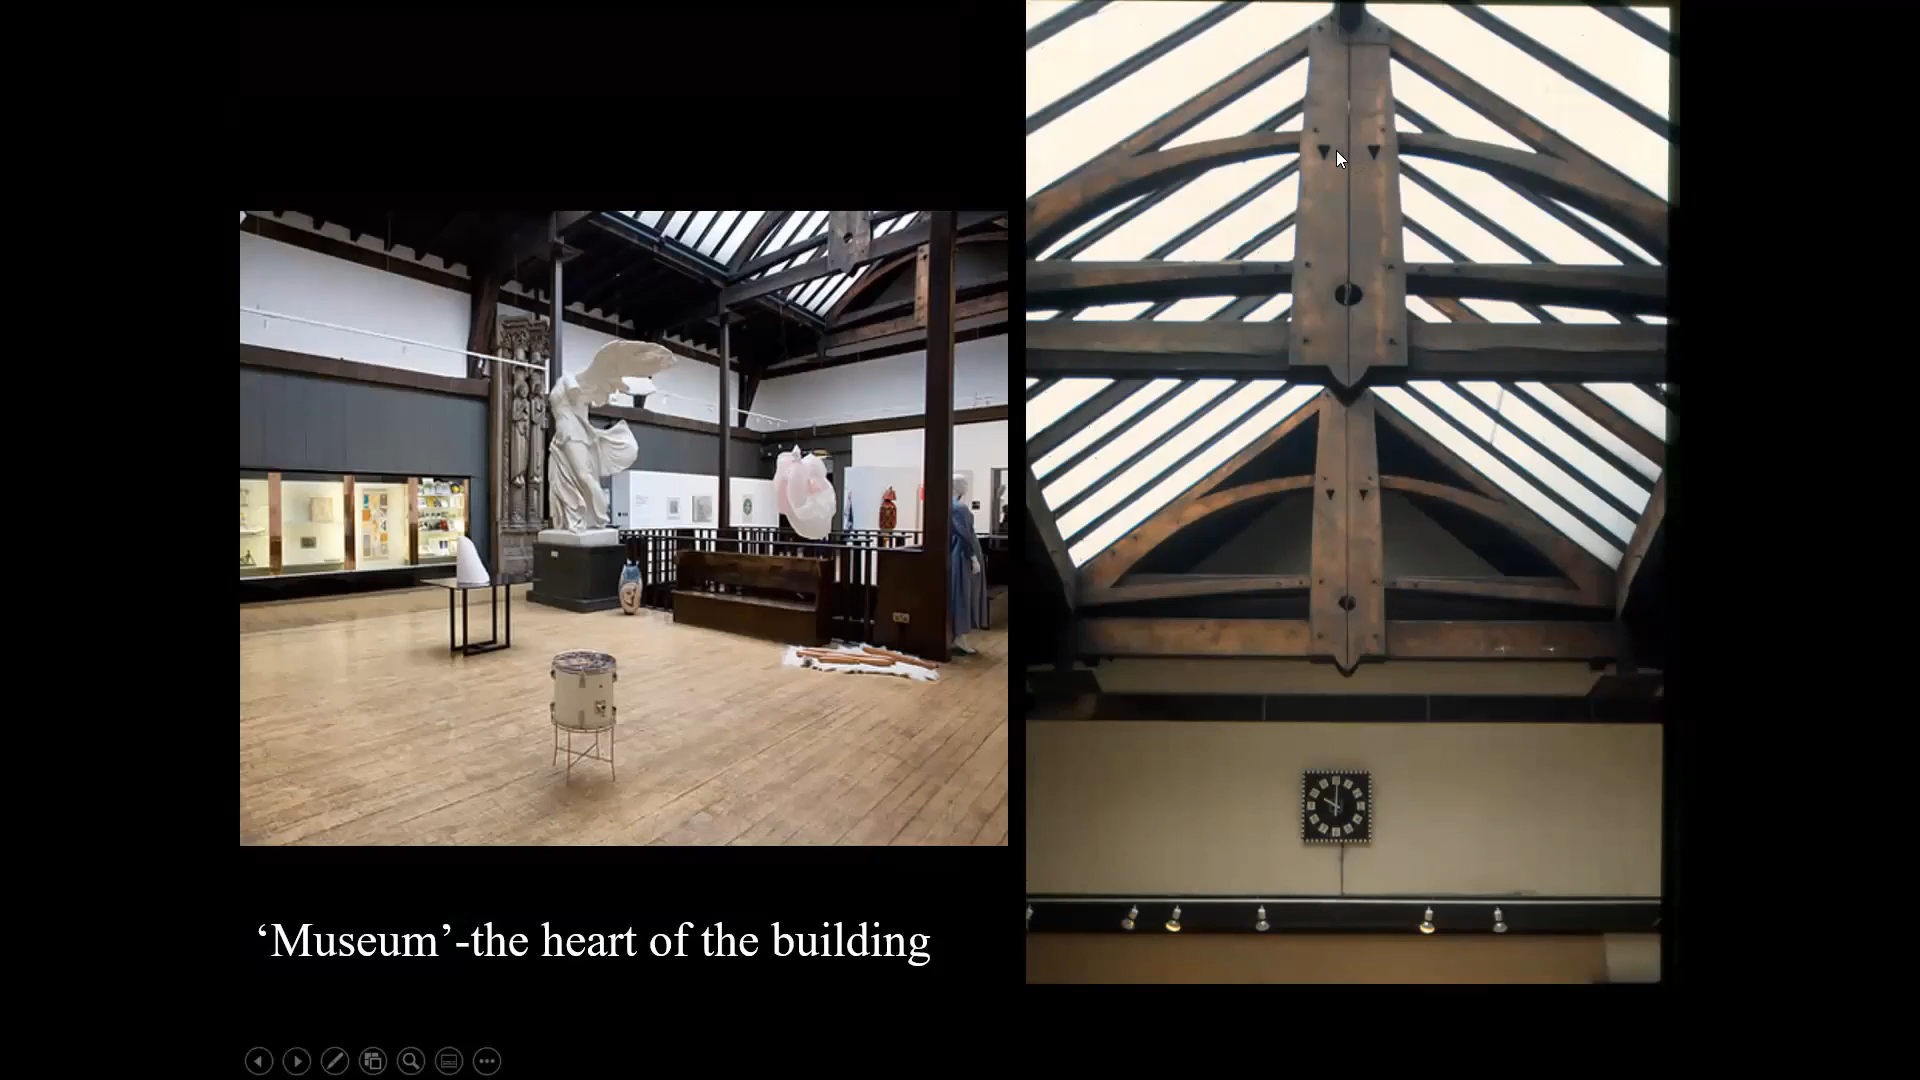 ‘Museum’-the heart of the building